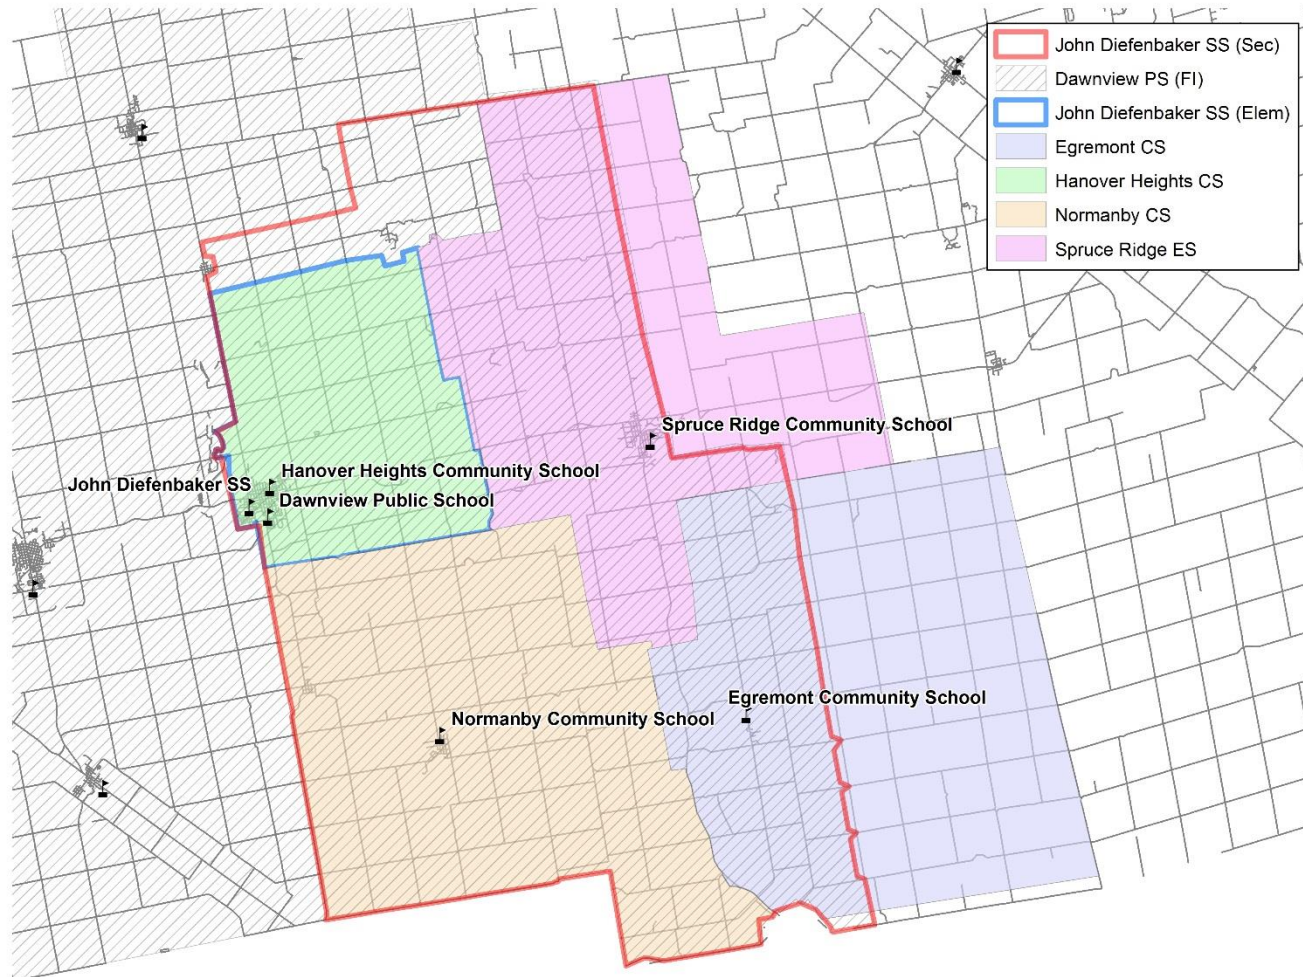 John Diefenbaker SS (Sec)
Dawnview PS (FI)
John Diefenbaker SS (Elem)
Egremont CS
Hanover Heights CS
Normanby CS
Spruce Ridge ES
Spruce Ridge Community School
Hanover Heights Community School
John Diefenbaker SS
Dawnview Public School
Egremont Community School
Normanby Community School